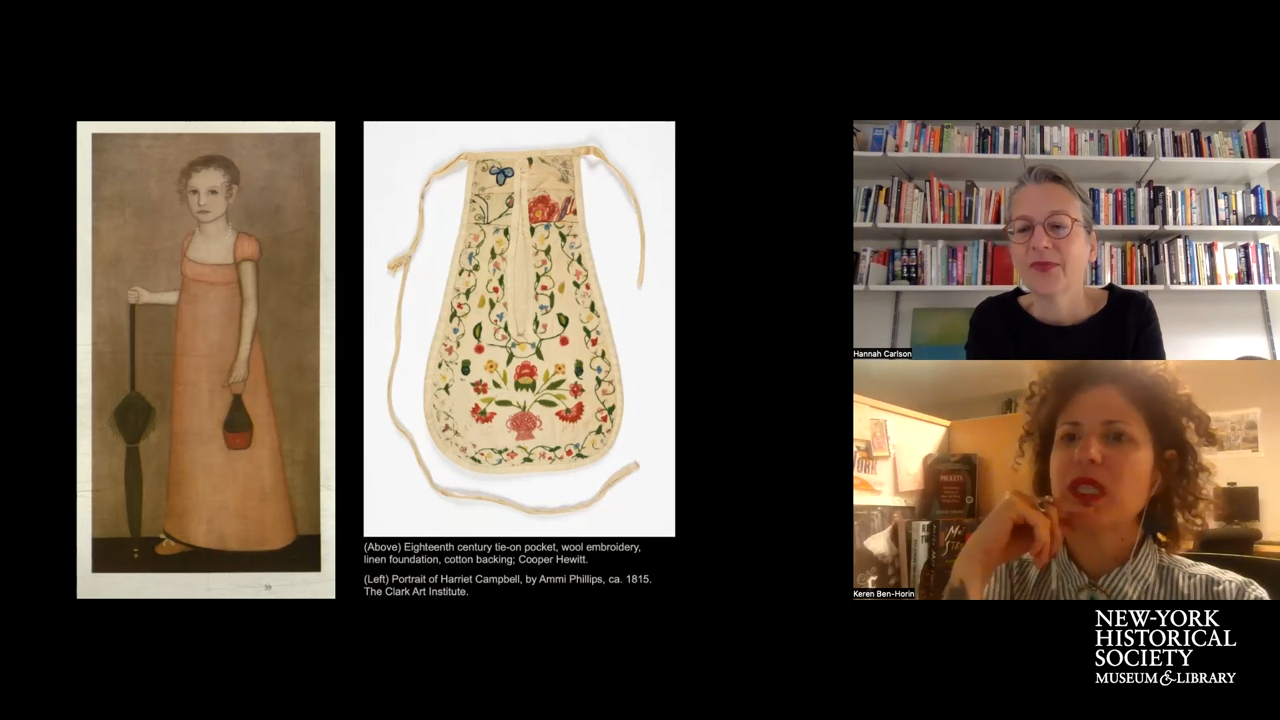 (Above) Eighteenth century tie-on pocket, wool embroidery,
linen foundation, cotton backing; Cooper Hewitt.
(Left) Portrait of Harriet Campbell, by Ammi Phillips, ca. 1815.
The Clark Art Institute.
Hannah Carlson
POCKETS
Keren Ben-Horin
NEW-YORK
HISTORICAL
SOCIETY
MUSEUM & LIBRARY